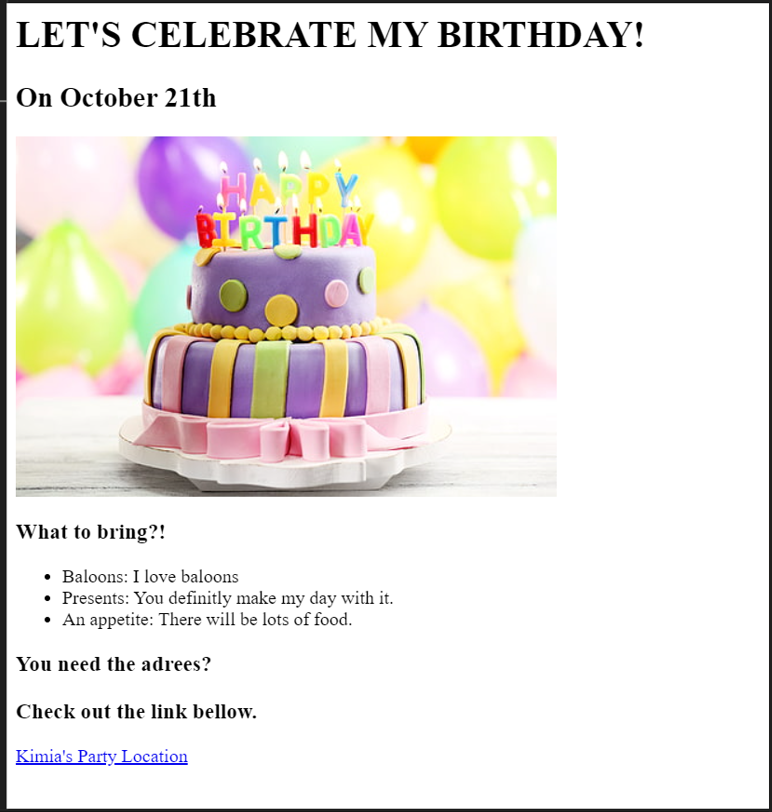 LET'S CELEBRATE MY BIRTHDAY!
On October 21th
HAPPY
BIRTHDAY
What to bring?!
Baloons: I love baloons
Presents: You definitly make my day with it.
An appetite: There will be lots of food.
You need the adrees?
Check out the link bellow.
Kimia's Party Location